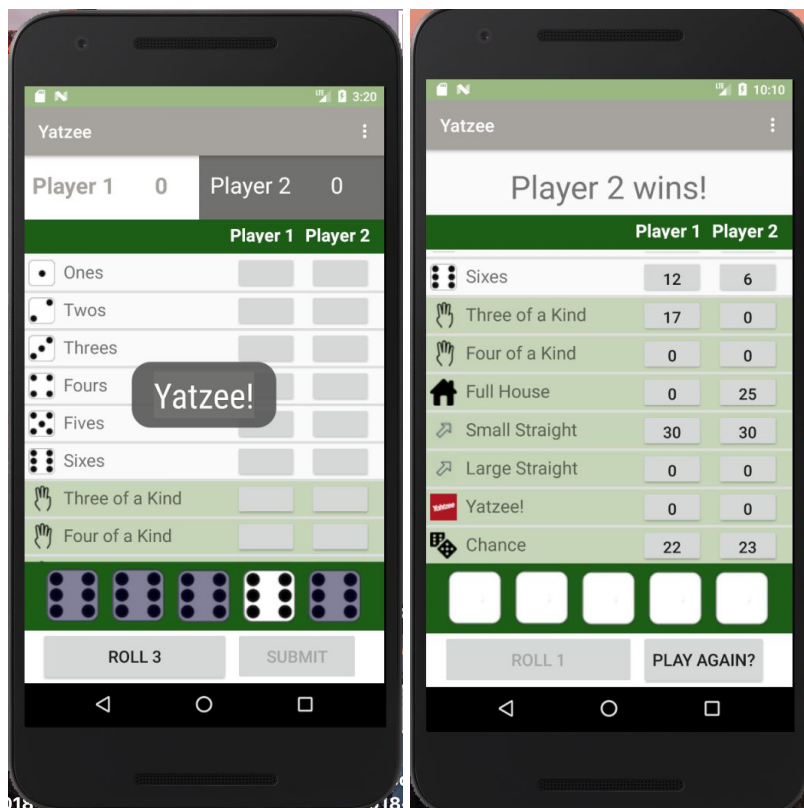 3:20
Yatzee
Player 1 0 Player 2 0
Player 1 Player 2
Ones
Twos
Threes
Fours
Yatzee!
Fives
Sixes
Three of a Kind
Four of a Kind
ROLL 3 SUBMIT
10:10
Yatzee
Player 2 wins!
Player 1 Player 2
Sixes 12 6
Three of a Kind 17 0
Four of a Kind 0 0
Full House 0 25
Small Straight 30 30
Large Straight 0 0
Yatzee! 0 0
Chance 22 23
ROLL 1 PLAY AGAIN?